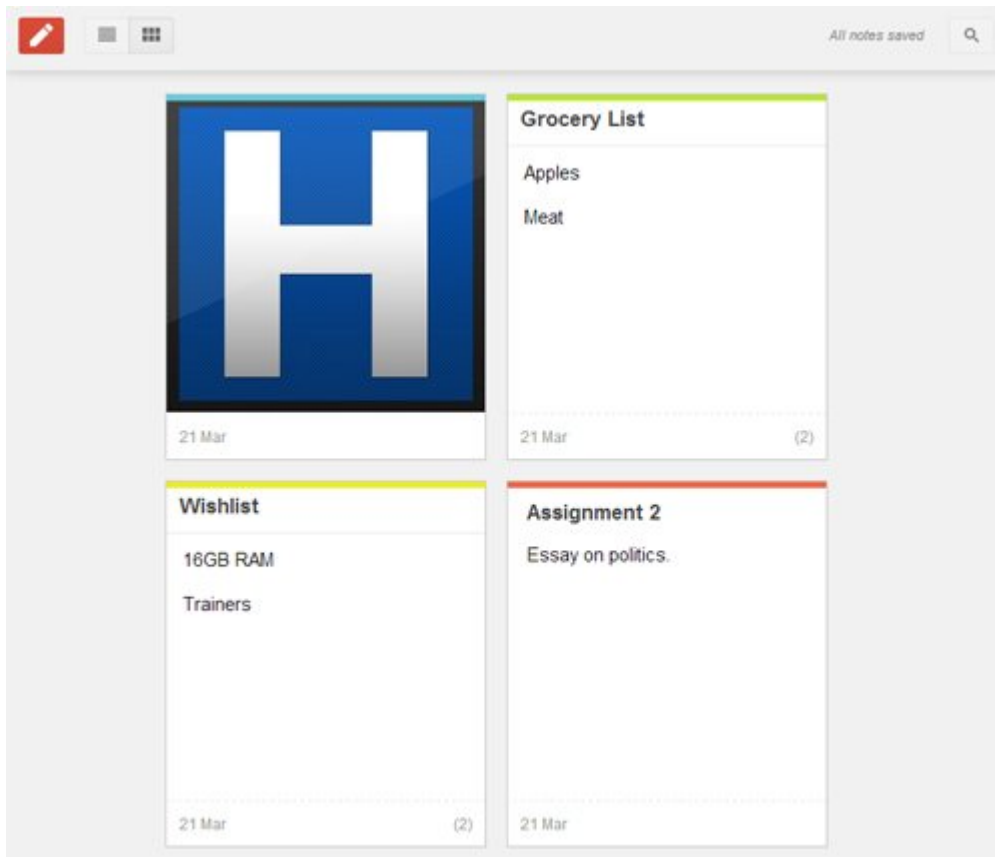 All notes saved
H
21 Mar
Grocery List
Apples
Meat
21 Mar (2)
Wishlist
16GB RAM
Trainers
21 Mar (2)
Assignment 2
Essay on politics.
21 Mar